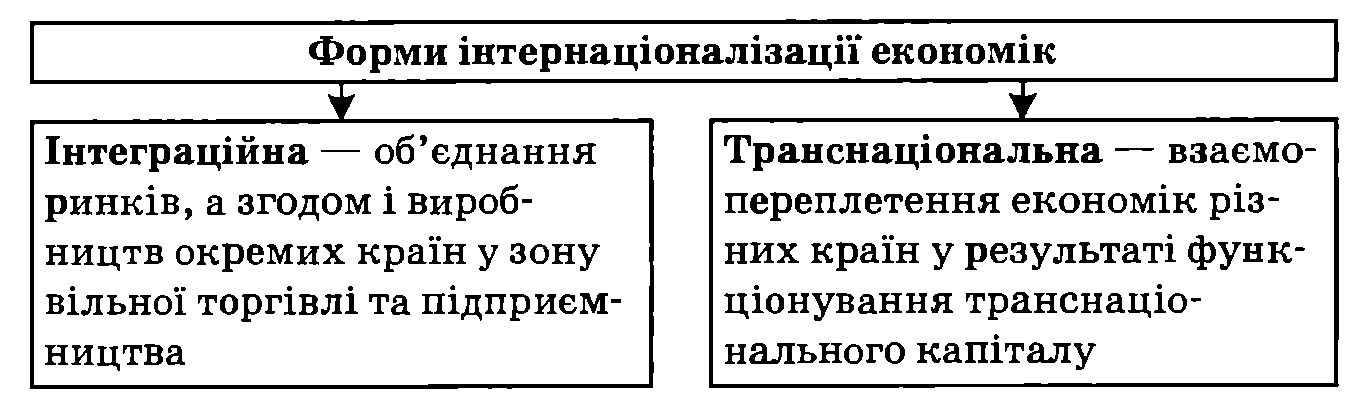 Форми інтернаціоналізації економік
Інтеграційна — об’єднання
ринків, а згодом і вироб-
ництв окремих країн у зону
вільної торгівлі та підприєм-
ництва
Транснаціональна — взаємо-
переплетення економік різ-
них країн у результаті функ-
ціонування транснаціо-
нального капіталу